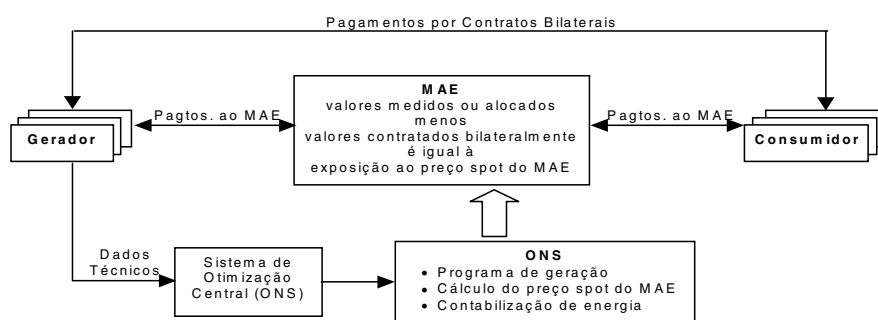 Pagamentos por Contratos Bilaterais
MAE
valores medidos ou alocados
menos
valores contratados bilateralmente
é igual à
exposição ao preço spot do MAE
Pagtos. ao MAE
Pagtos. ao MAE
Gerador
Consumidor
Dados
Técnicos
Sistema de
Otimização
Central (ONS)
ONS
• Programa de geração
• Cálculo do preço spot do MAE
• Contabilização de energia